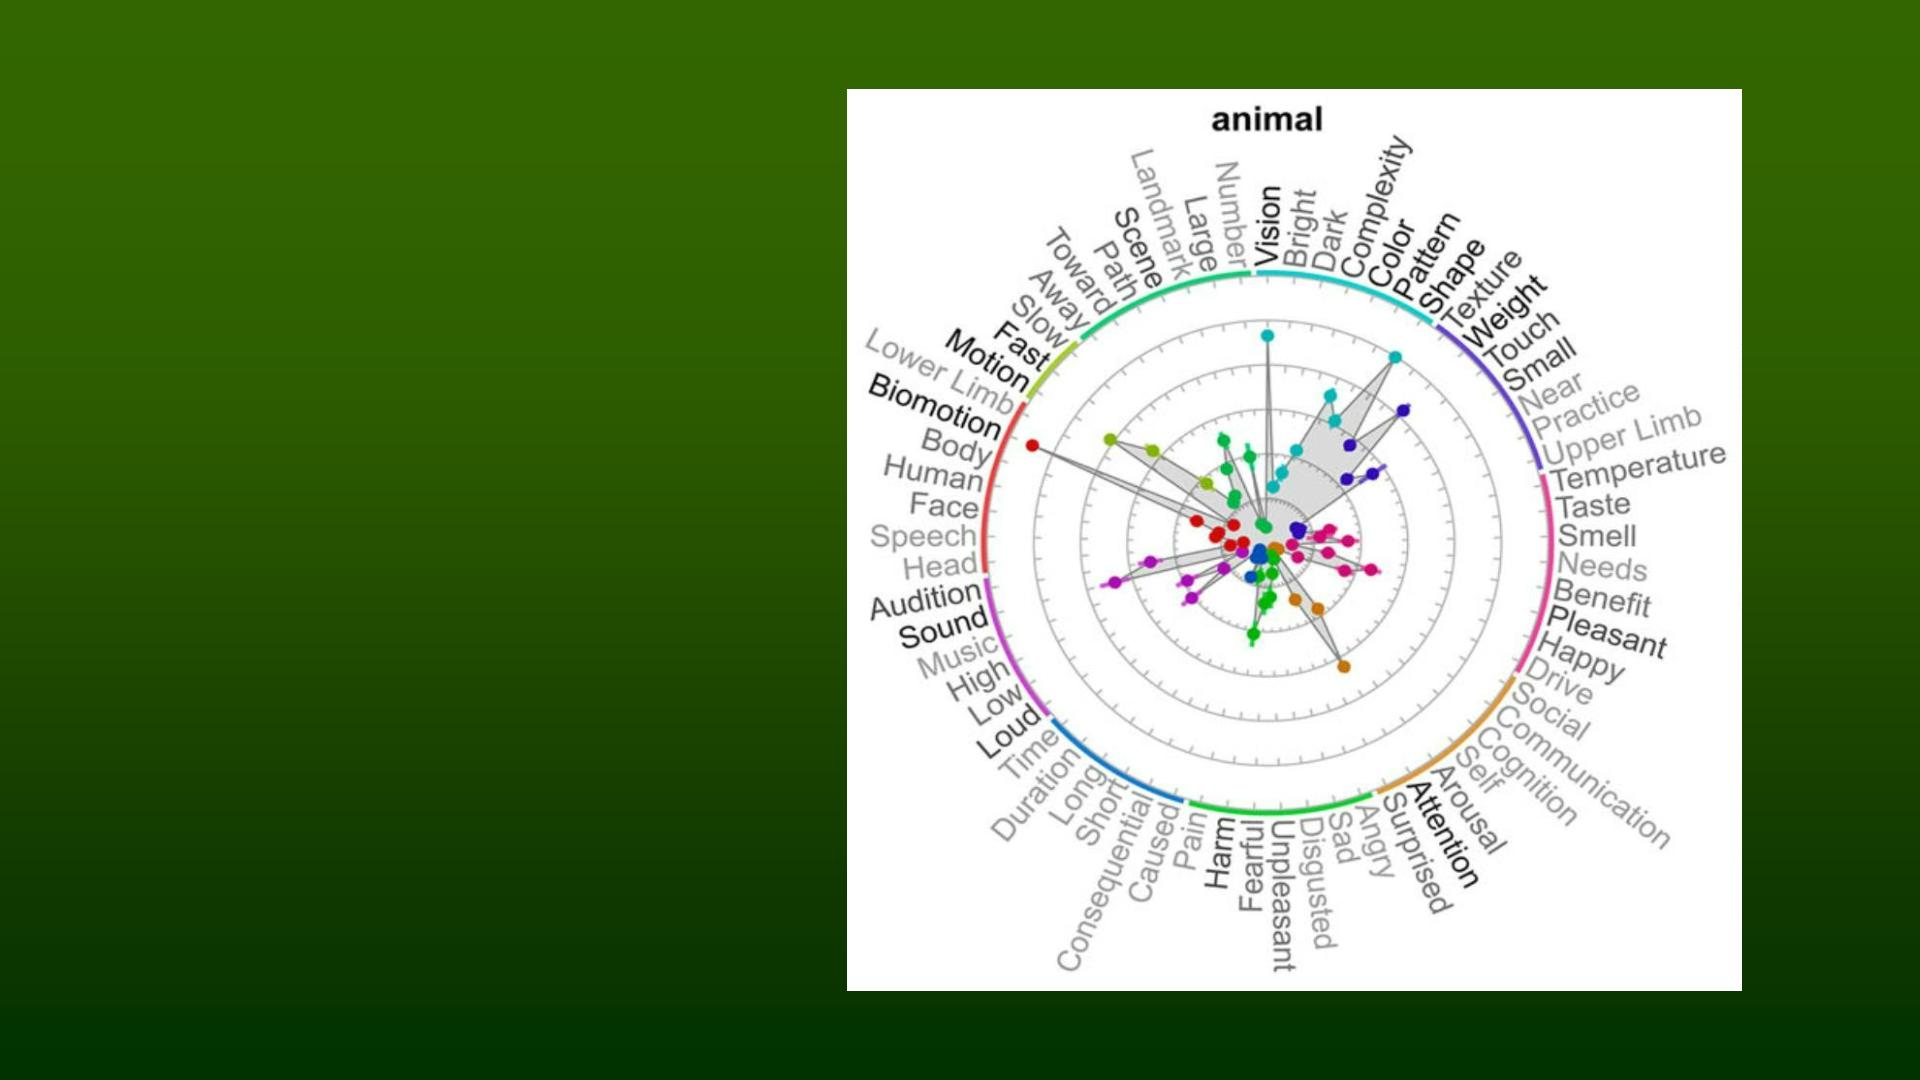 animal
Vision
Bright
Dark
Complexity
Color
Pattern
Shape
Texture
Weight
Touch
Small
Near
Practice
Upper Limb
Temperature
Taste
Smell
Needs
Benefit
Pleasant
Happy
Drive
Social
Communication
Cognition
Self
Arousal
Attention
Surprised
Angry
Sad
Disgusted
Unpleasant
Fearful
Harm
Pain
Caused
Consequential
Short
Long
Duration
Time
Loud
Low
High
Music
Sound
Audition
Head
Speech
Face
Human
Body
Biomotion
Lower Limb
Motion
Fast
Slow
Away
Toward
Path
Scene
Landmark
Large
Number